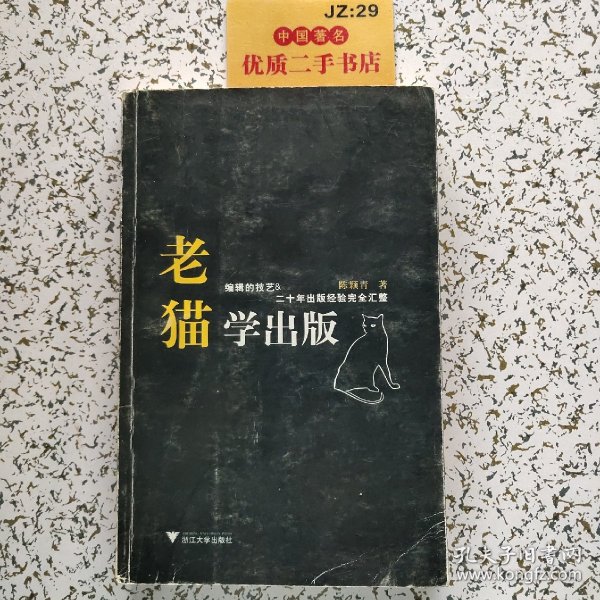 JZ:29
中国著名
优质二手书店
老猫
学出版
编辑的技艺&
二十年出版经验完全汇整
陈颖青 著
浙江大学出版社
孔夫子旧书网
www.kongfz.com